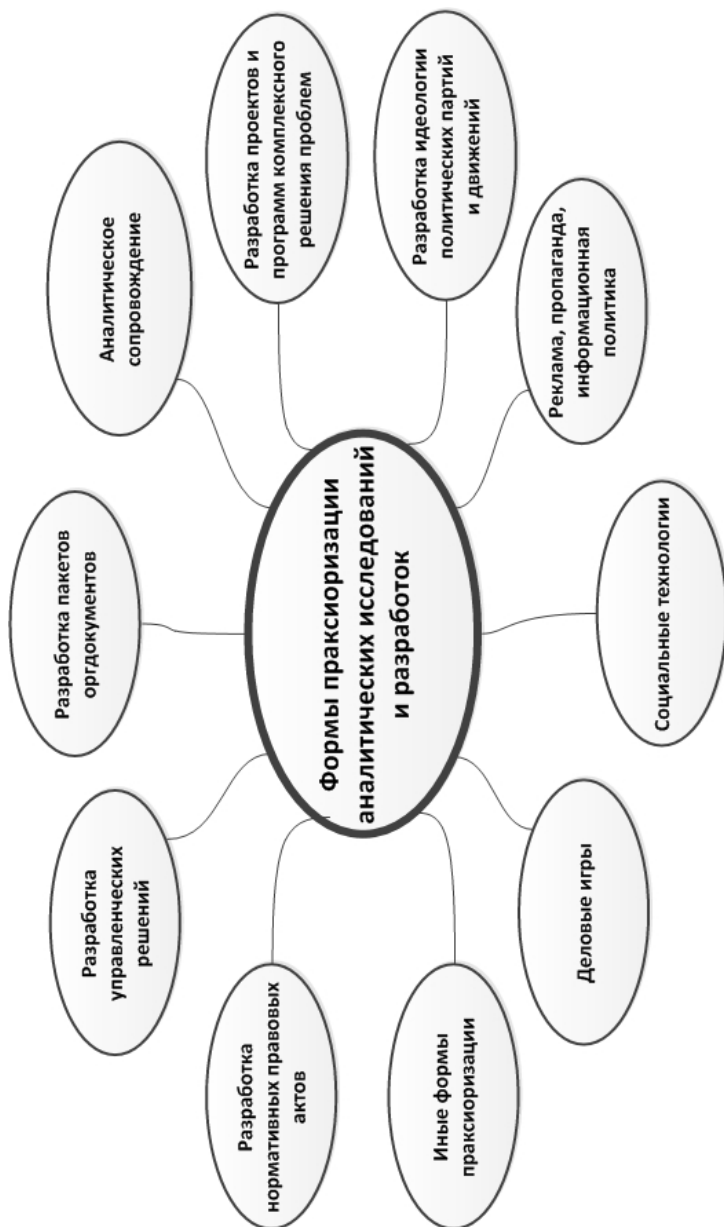 Формы праксиоризации
аналитических исследований
и разработок
Разработка пакетов
оргдокументов
Аналитическое
сопровождение
Разработка проектов и
программ комплексного
решения проблем
Разработка идеологии
политических партий
и движений
Реклама, пропаганда,
информационная
политика
Социальные технологии
Деловые игры
Иные формы
праксиоризации
Разработка
нормативных правовых
актов
Разработка
управленческих
решений